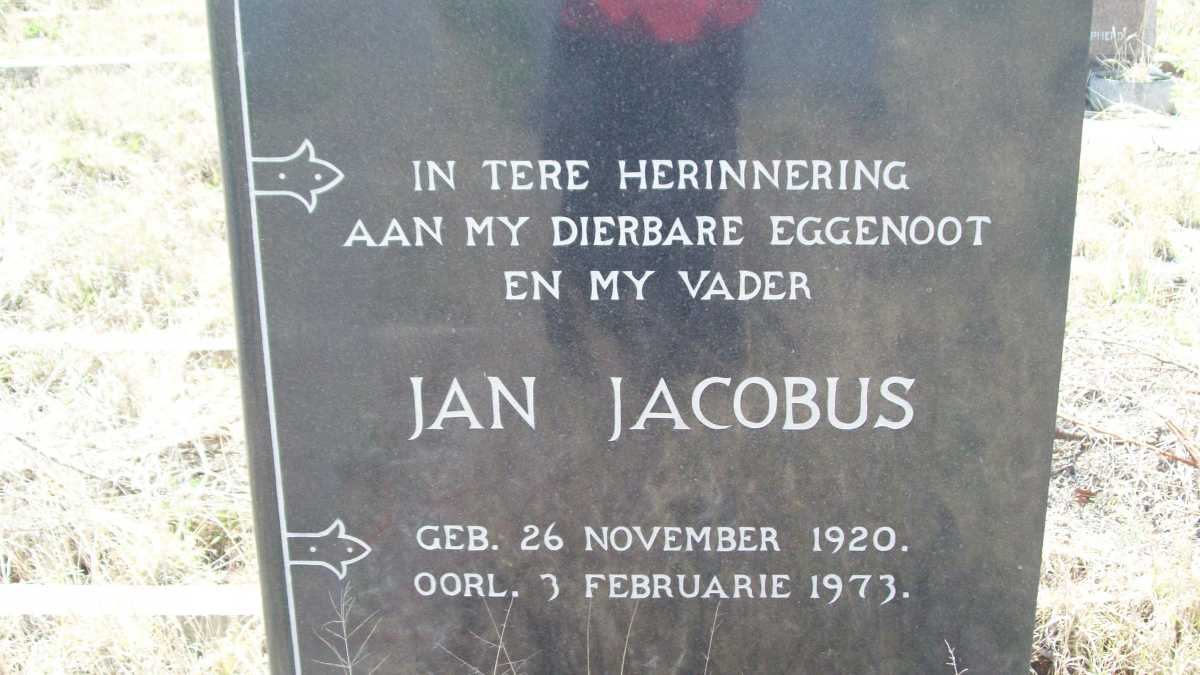 IN TERE HERINNERING
AAN MY DIERBARE EGGENOOT
EN MY VADER
JAN JACOBUS
GEB. 26 NOVEMBER 1920.
OORL. 3 FEBRUARIE 1973.